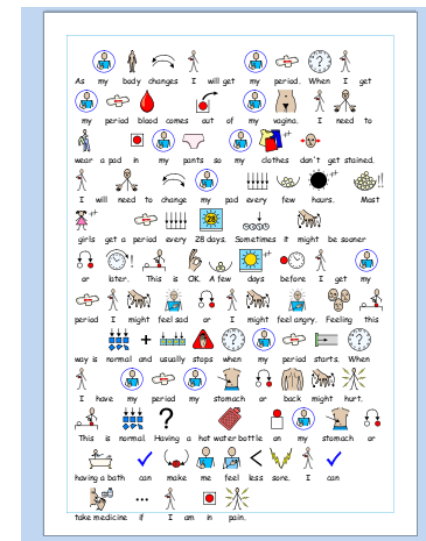 As my body changes I will get my period. When I get
my period blood comes out of my vagina. I need to
wear a pad in my pants so my clothes don't get stained.
I will need to change my pad every few hours. Most
girls get a period every 28 days. Sometimes it might be sooner
or later. This is OK. A few days before I get my
period I might feel sad or I might feel angry. Feeling this
way is normal and usually stops when my period starts. When
I have my period my stomach or back might hurt.
This is normal. Having a hot water bottle on my stomach or
having a bath can make me feel less sore. I can
take medicine if I am in pain.